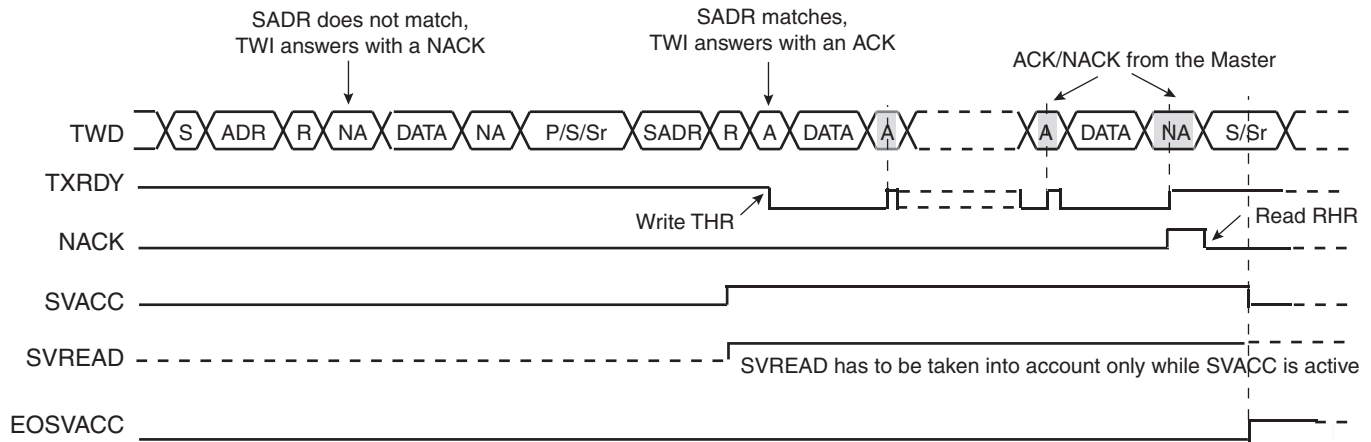 SADR does not match,
TWI answers with a NACK
SADR matches,
TWI answers with an ACK
ACK/NACK from the Master
TWD S ADR R NA DATA NA P/S/Sr SADR R A DATA A A DATA NA S/Sr
TXRDY
Write THR
Read RHR
NACK
SVACC
SVREAD
SVREAD has to be taken into account only while SVACC is active
EOSVACC